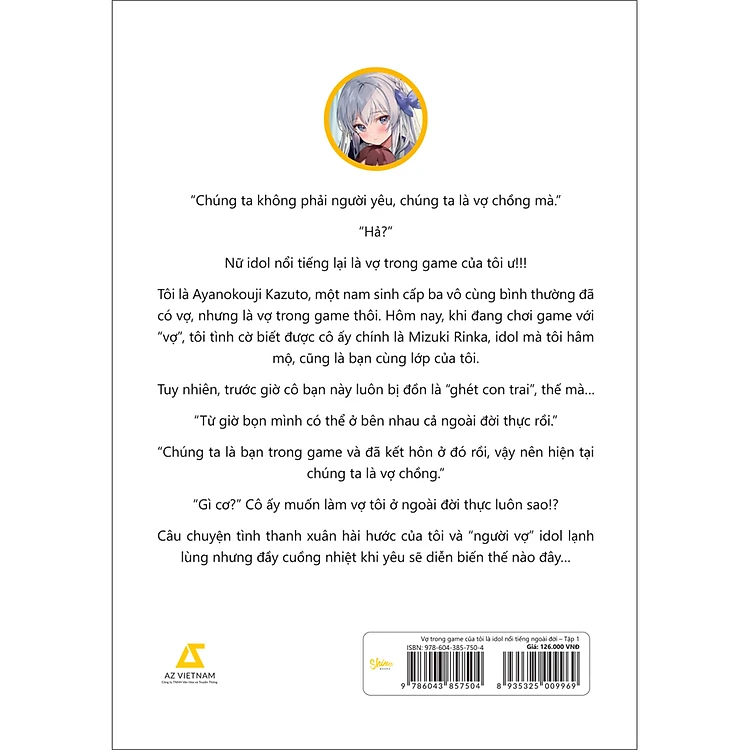 “Chúng ta không phải người yêu, chúng ta là vợ chồng mà.”
“Hả?”
Nữ idol nổi tiếng lại là vợ trong game của tôi ư!!!
Tôi là Ayanokouji Kazuto, một nam sinh cấp ba vô cùng bình thường đã
có vợ, nhưng là vợ trong game thôi. Hôm nay, khi đang chơi game với
“vợ”, tôi tình cờ biết được cô ấy chính là Mizuki Rinka, idol mà tôi hâm
mộ, cũng là bạn cùng lớp của tôi.
Tuy nhiên, trước giờ cô bạn này luôn bị đồn là “ghét con trai”, thế mà...
“Từ giờ bọn mình có thể ở bên nhau cả ngoài đời thực rồi.”
“Chúng ta là bạn trong game và đã kết hôn ở đó rồi, vậy nên hiện tại
chúng ta là vợ chồng.”
“Gì cơ?” Cô ấy muốn làm vợ tôi ở ngoài đời thực luôn sao!?
Câu chuyện tình thanh xuân hài hước của tôi và “người vợ” idol lạnh
lùng nhưng đầy cuồng nhiệt khi yêu sẽ diễn biến thế nào đây...
AZ VIETNAM
Công ty TNHH Văn Hóa và Truyền Thông
Vợ trong game của tôi là idol nổi tiếng ngoài đời – Tập 1
ISBN: 978-604-385-750-4 Giá: 126.000 VNĐ
Shine
BOOKS
9 786043 857504
8 935325 009969